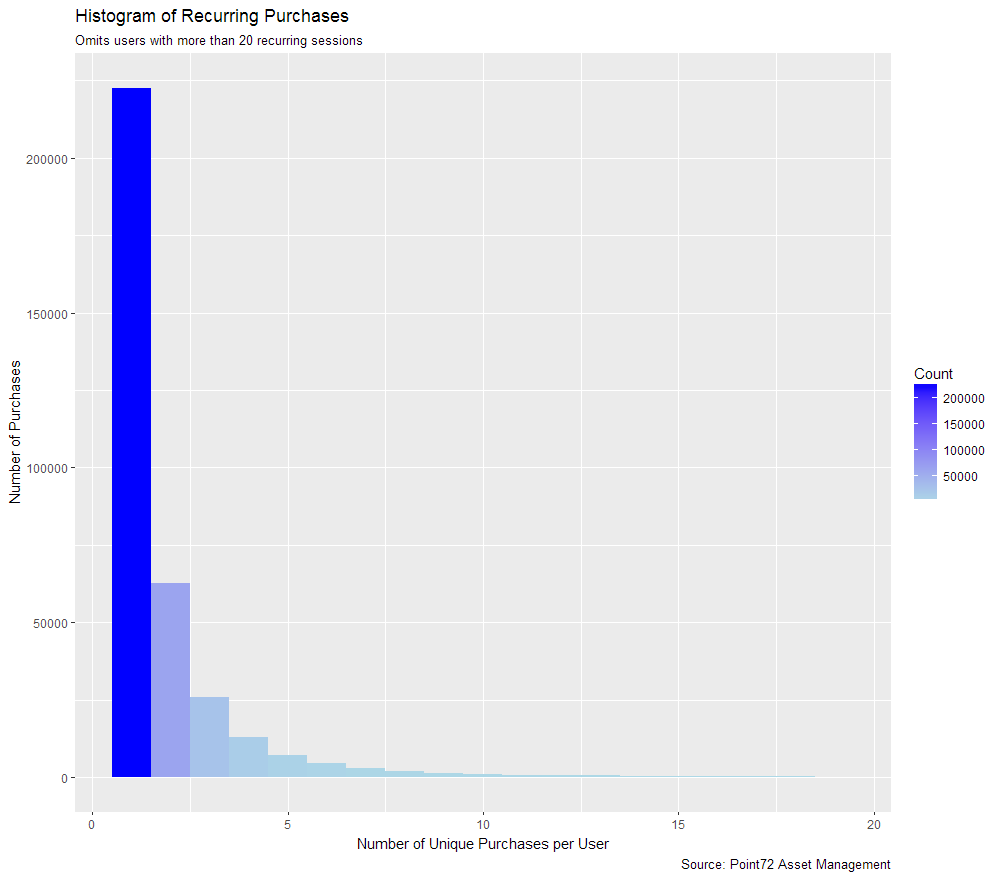 Histogram of Recurring Purchases
Omits users with more than 20 recurring sessions
Number of Purchases
200000
150000
100000
50000
0
0 5 10 15 20
Number of Unique Purchases per User
Count
200000
150000
100000
50000
Source: Point72 Asset Management